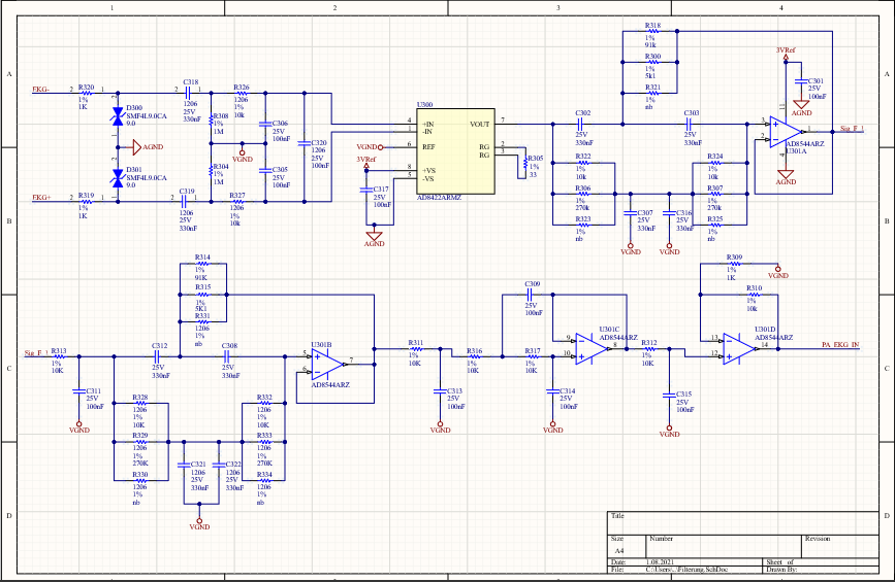 1 2 3 4
A
B
C
D
A
B
C
D
EKG-
2 R320 1
1%
1K
D300
SMF4L9.0CA
9.0
AGND
D301
SMF4L9.0CA
9.0
EKG+
2 R319 1
1%
1K
C318
1206
25V
330nF
C319
1206
25V
330nF
R308
1%
1M
R304
1%
1M
VGND
R326
1206
1%
10k
R327
1206
1%
10k
C306
25V
100nF
C305
25V
100nF
C320
1206
25V
100nF
U300
4 +IN
1 -IN
6 REF
8 +VS
5 -VS
VOUT 7
RG 2
RG 3
AD8422ARMZ
VGND
3VRef
C317
25V
100nF
AGND
R305
1%
33
C302
25V
330nF
R318
1%
91k
R300
1%
5k1
R321
1%
nb
C303
25V
330nF
R322
1%
10k
R306
1%
270k
R323
1%
nb
C307
25V
330nF
C316
25V
330nF
VGND
VGND
R324
1%
10k
R307
1%
270k
R325
1%
nb
3VRef
C301
25V
100nF
AGND
AD8544ARZ
U301A
AGND
Sig_F_1
Sig_F_1
R313
1%
10K
C311
25V
100nF
VGND
C312
25V
330nF
R314
1%
91K
R315
1%
5K1
R331
1206
1%
nb
C308
25V
330nF
R328
1206
1%
10K
R329
1206
1%
270K
R330
1206
1%
nb
C321
1206
25V
330nF
C322
1206
25V
330nF
VGND
R332
1206
1%
10K
R333
1206
1%
270K
R334
1206
1%
nb
U301B
AD8544ARZ
R311
1%
10K
C313
25V
100nF
VGND
R316
1%
10K
C309
25V
100nF
R317
1%
10K
C314
25V
100nF
VGND
U301C
AD8544ARZ
R312
1%
10K
C315
25V
100nF
VGND
R309
1%
1K
VGND
R310
1%
10k
U301D
AD8544ARZ
PA_EKG_IN
Title
Size Number Revision
A4
Date: 1.08.2021 Sheet of
File: C:\Users\..\Filterung.SchDoc Drawn By: